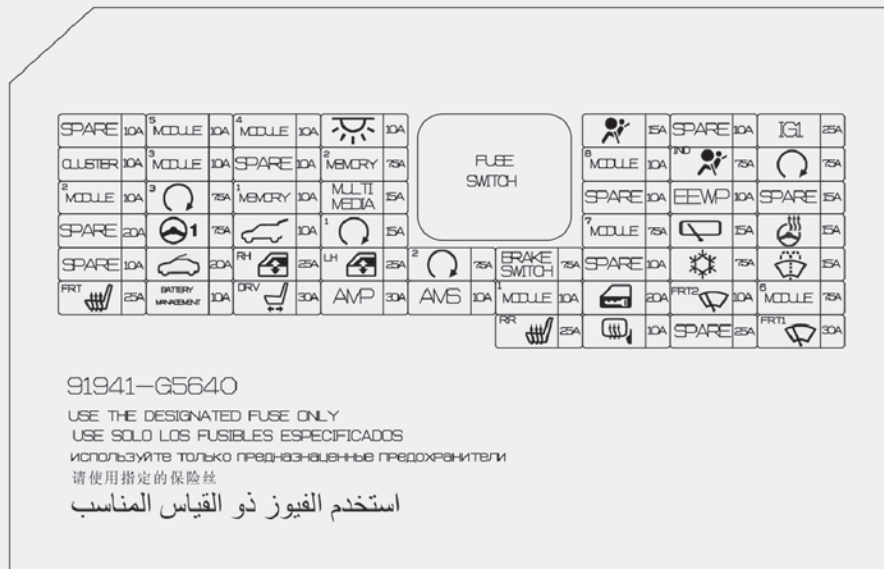 SPARE 10A 5 MODULE 10A 4 MODULE 10A 10A 15A SPARE 10A IG1 25A
CLUSTER 10A 3 MODULE 10A SPARE 10A 2 MEMORY 7.5A FUSE SWITCH 8 MODULE 10A IND 7.5A 7.5A
2 MODULE 10A 3 7.5A 1 MEMORY 10A MULTI MEDIA 15A SPARE 10A EEWP 10A SPARE 15A
SPARE 20A 1 7.5A 10A 1 15A 7 MODULE 7.5A 15A 15A
SPARE 10A 20A RH 25A LH 25A 2 7.5A BRAKE SWITCH 7.5A SPARE 10A 7.5A 15A
FRT 25A BATTERY MANAGEMENT 10A DRV 30A AMP 30A AMS 10A 1 MODULE 10A 20A FRT2 10A 6 MODULE 7.5A
RR 25A 10A SPARE 25A FRT1 30A
91941-G5640
USE THE DESIGNATED FUSE ONLY
USE SOLO LOS FUSIBLES ESPECIFICADOS
используйте только предназнаценные предохранители
请使用指定的保险丝
استخدم الفيوز ذو القياس المناسب